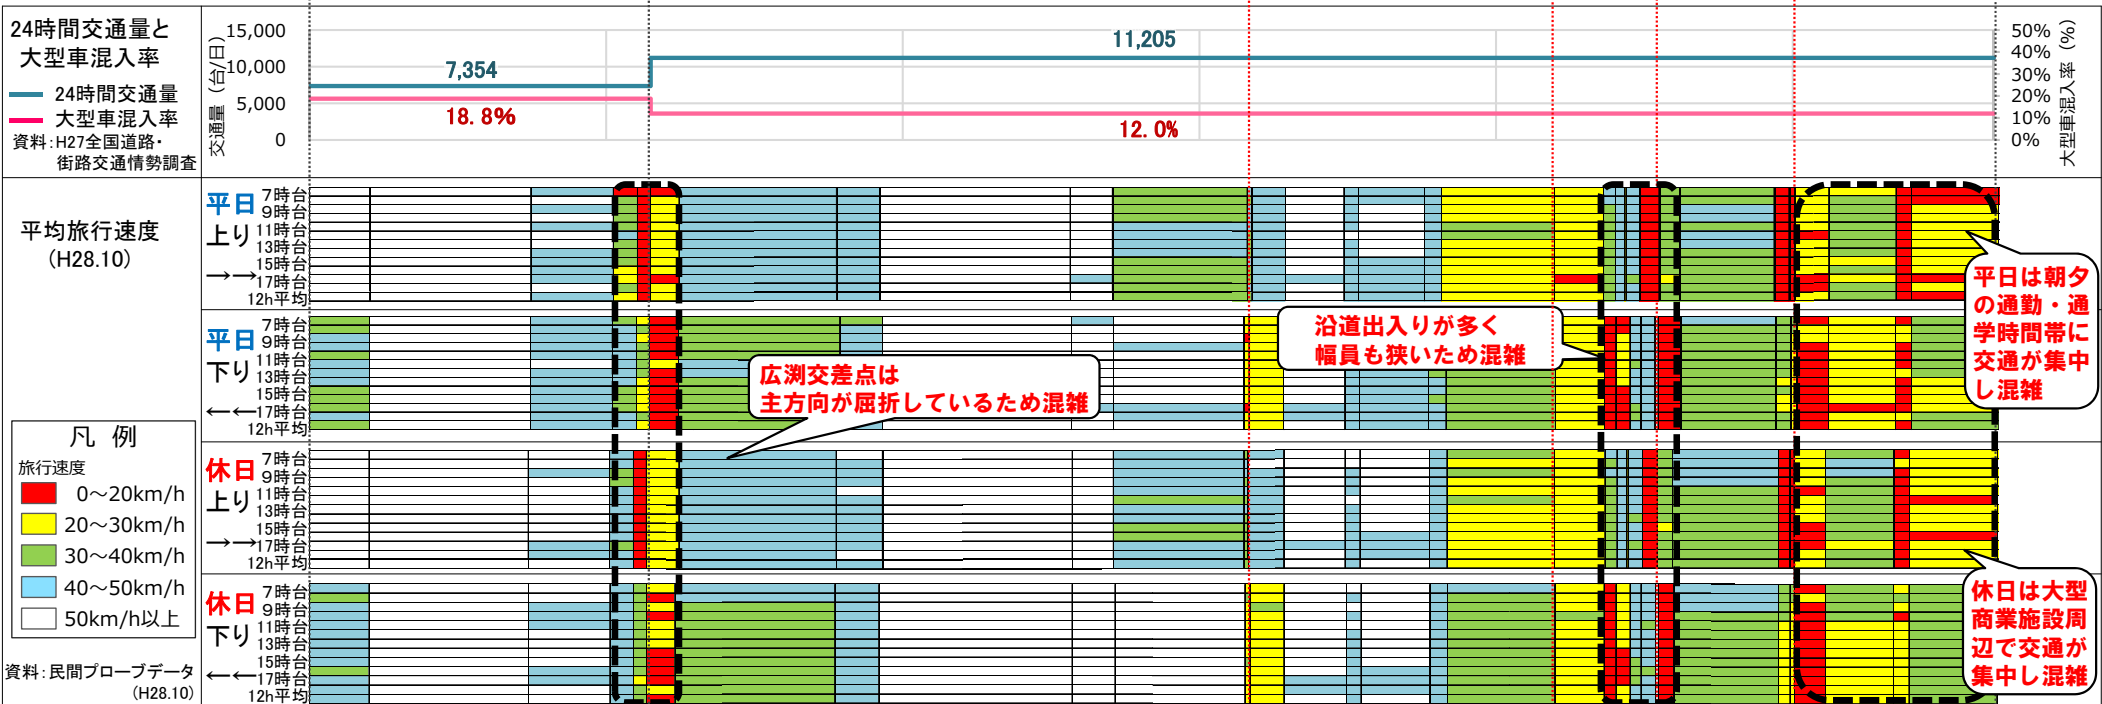 24時間交通量と
大型車混入率
24時間交通量
大型車混入率
資料：H27全国道路・
街路交通情勢調査
交通量（台/日）
15,000
10,000
5,000
0
7,354
18.8%
11,205
12.0%
50%
40%
30%
20%
10%
0%
大型車混入率（%）
平均旅行速度
（H28.10）
平日
上り
→→
7時台
9時台
11時台
13時台
15時台
17時台
12h平均
平日
下り
←←
7時台
9時台
11時台
13時台
15時台
17時台
12h平均
休日
上り
→→
7時台
9時台
11時台
13時台
15時台
17時台
12h平均
休日
下り
←←
7時台
9時台
11時台
13時台
15時台
17時台
12h平均
広渕交差点は
主方向が屈折しているため混雑
沿道出入りが多く
幅員も狭いため混雑
平日は朝夕
の通勤・通
学時間帯に
交通が集中
し混雑
休日は大型
商業施設周
辺で交通が
集中し混雑
凡 例
旅行速度
0～20km/h
20～30km/h
30～40km/h
40～50km/h
50km/h以上
資料：民間プローブデータ
（H28.10）